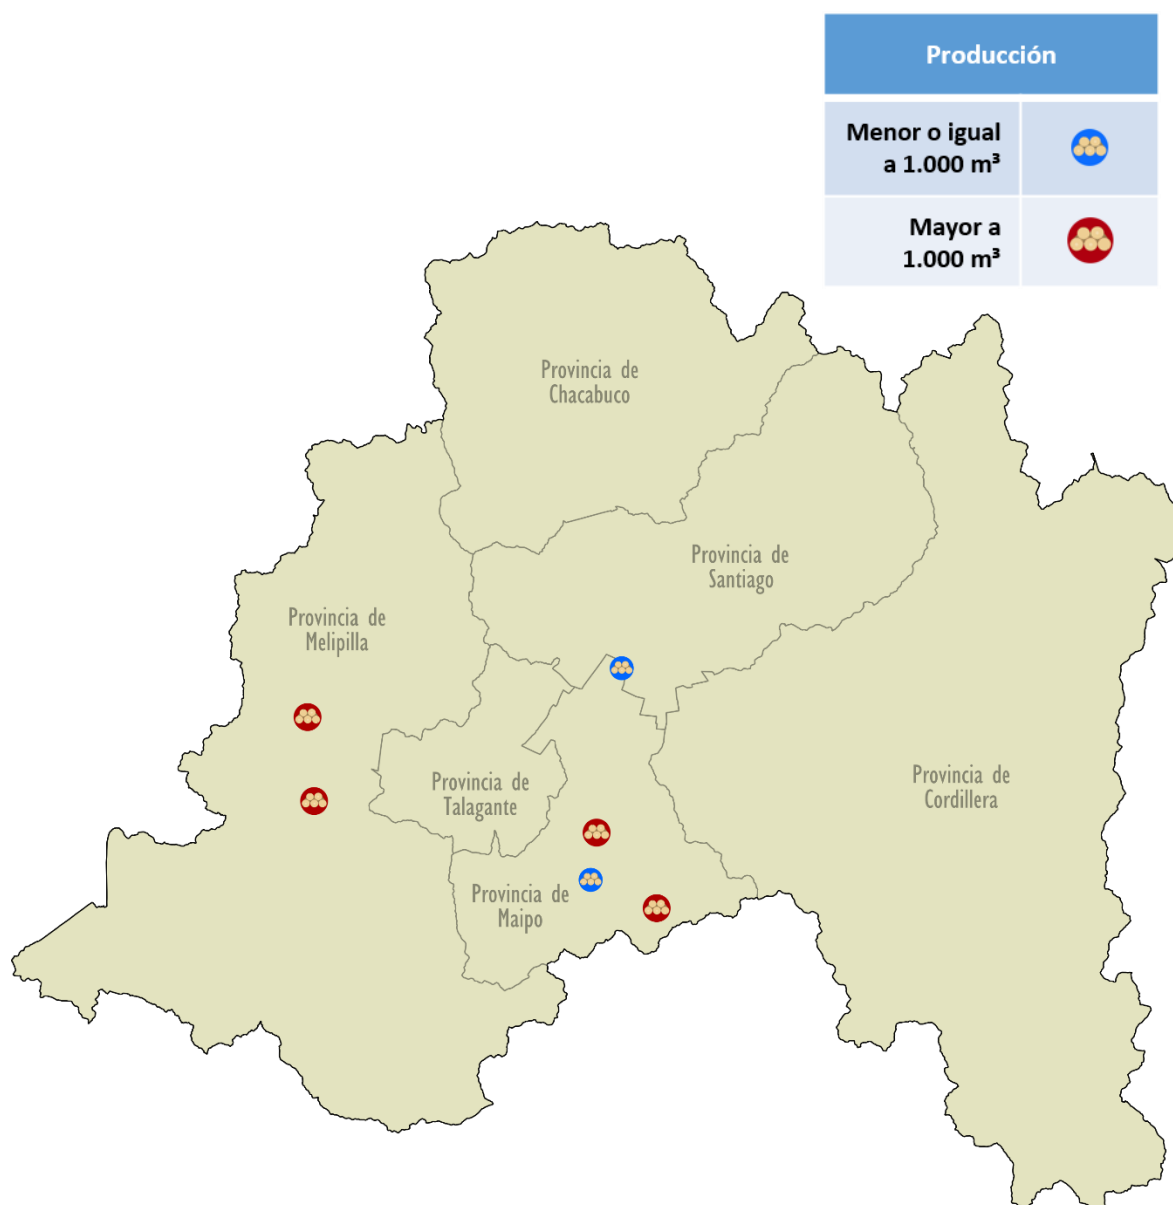 Producción
Menor o igual
a 1.000 m³
Mayor a
1.000 m³
Provincia de
Chacabuco
Provincia de
Santiago
Provincia de
Melipilla
Provincia de
Talagante
Provincia de
Cordillera
Provincia de
Maipo